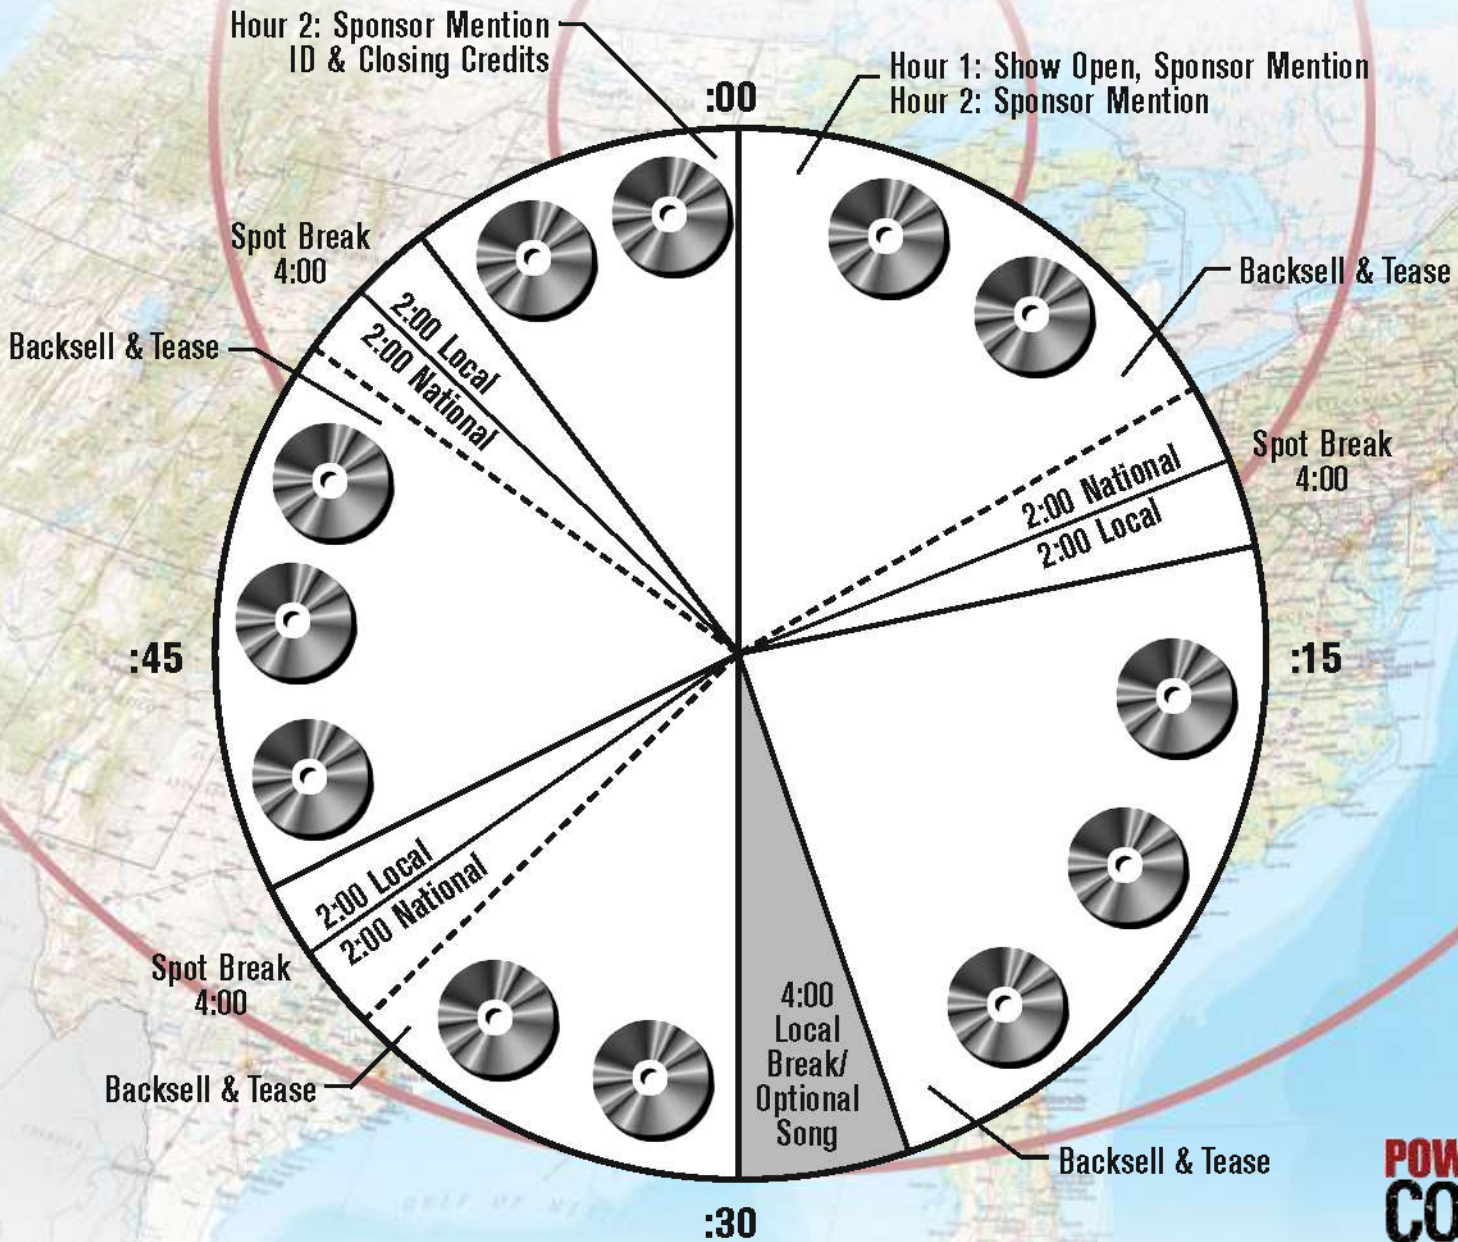 Hour 2: Sponsor Mention
ID & Closing Credits
Hour 1: Show Open, Sponsor Mention
Hour 2: Sponsor Mention
:00
Backsell & Tease
2:00 National
2:00 Local
Spot Break
4:00
:15
Backsell & Tease
4:00
Local
Break/
Optional
Song
:30
Backsell & Tease
Spot Break
4:00
2:00 Local
2:00 National
:45
Backsell & Tease
Spot Break
4:00
2:00 Local
2:00 National
POW
CO